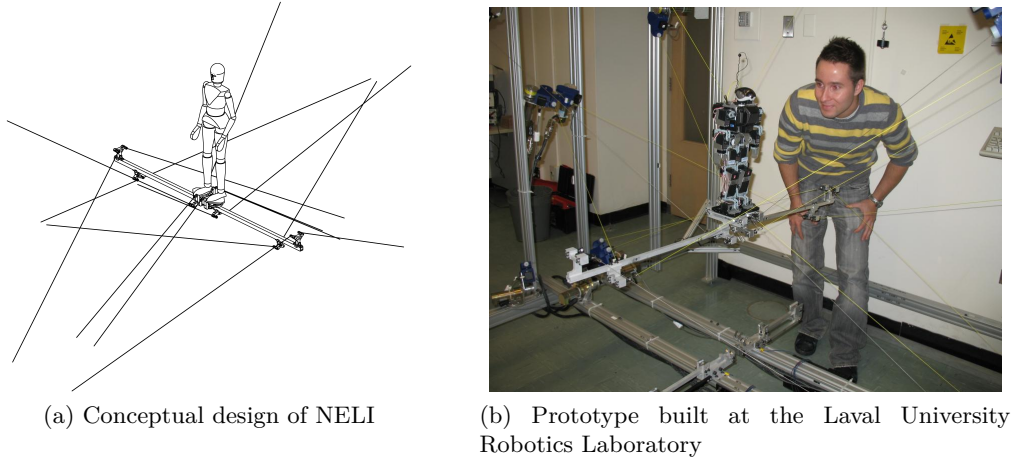 (a) Conceptual design of NELI
(b) Prototype built at the Laval University
Robotics Laboratory